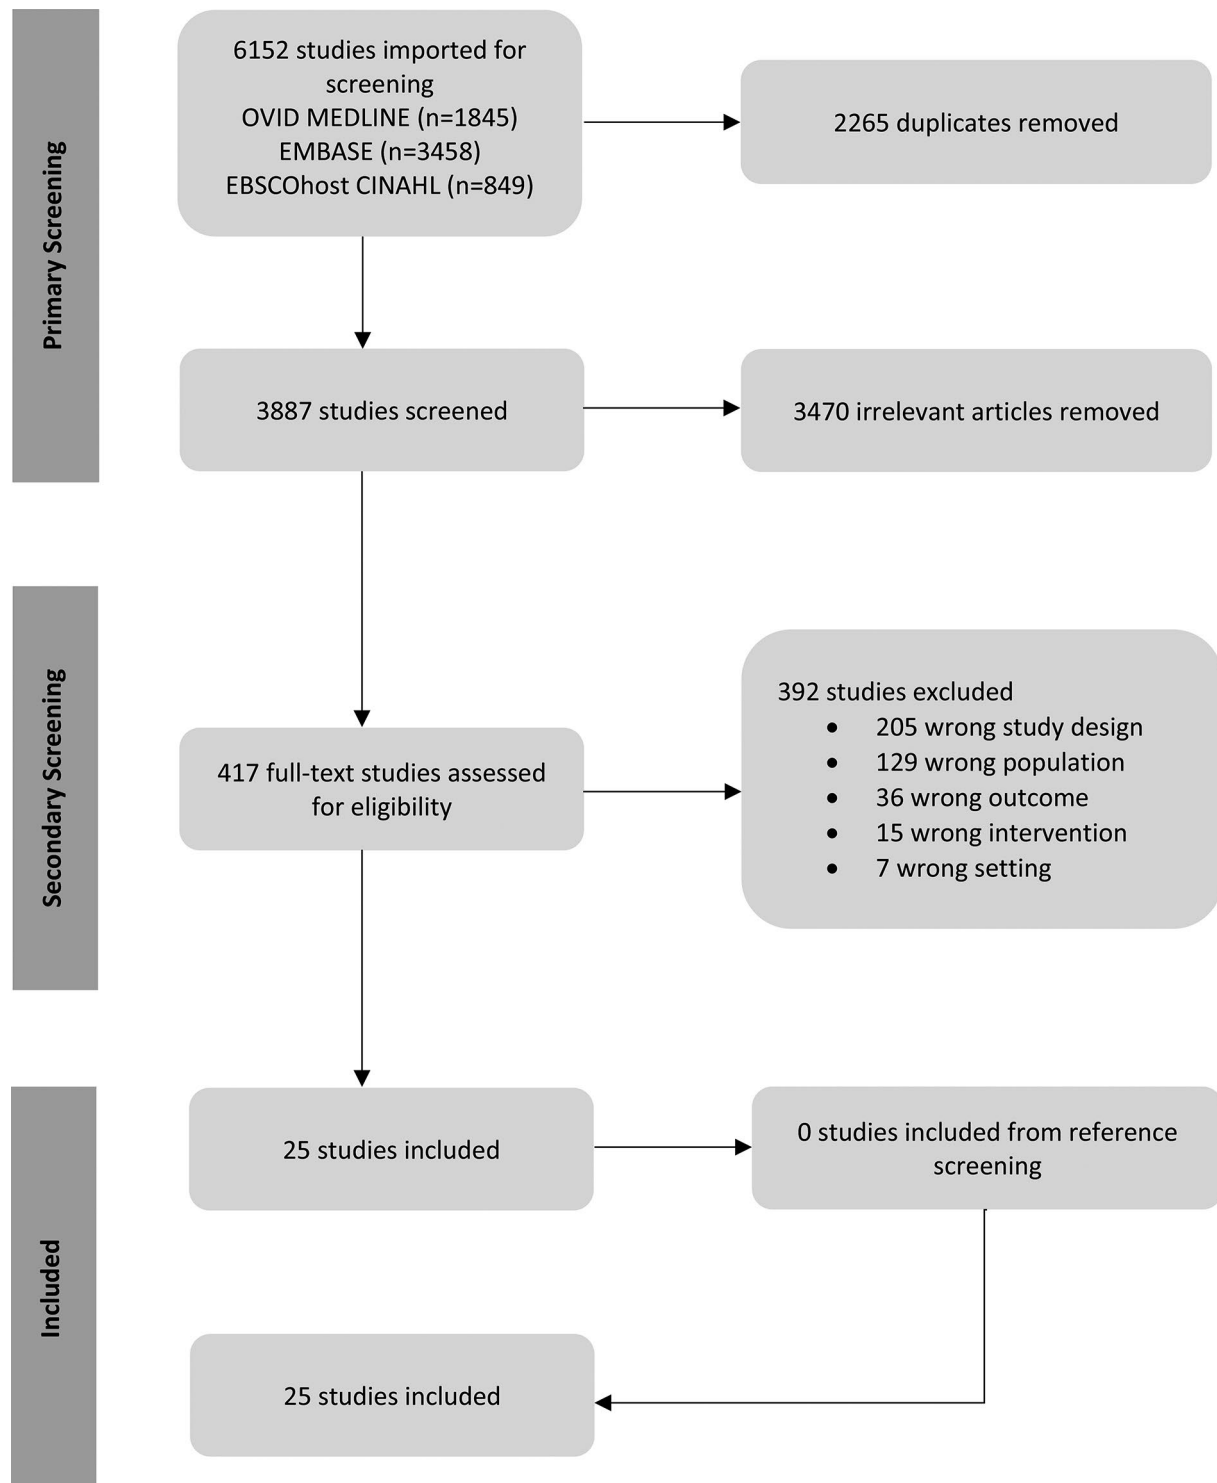 Primary Screening
6152 studies imported for
screening
OVID MEDLINE (n=1845)
EMBASE (n=3458)
EBSCOhost CINAHL (n=849)
2265 duplicates removed
3887 studies screened
3470 irrelevant articles removed
Secondary Screening
417 full-text studies assessed
for eligibility
392 studies excluded
• 205 wrong study design
• 129 wrong population
• 36 wrong outcome
• 15 wrong intervention
• 7 wrong setting
Included
25 studies included
0 studies included from reference
screening
25 studies included